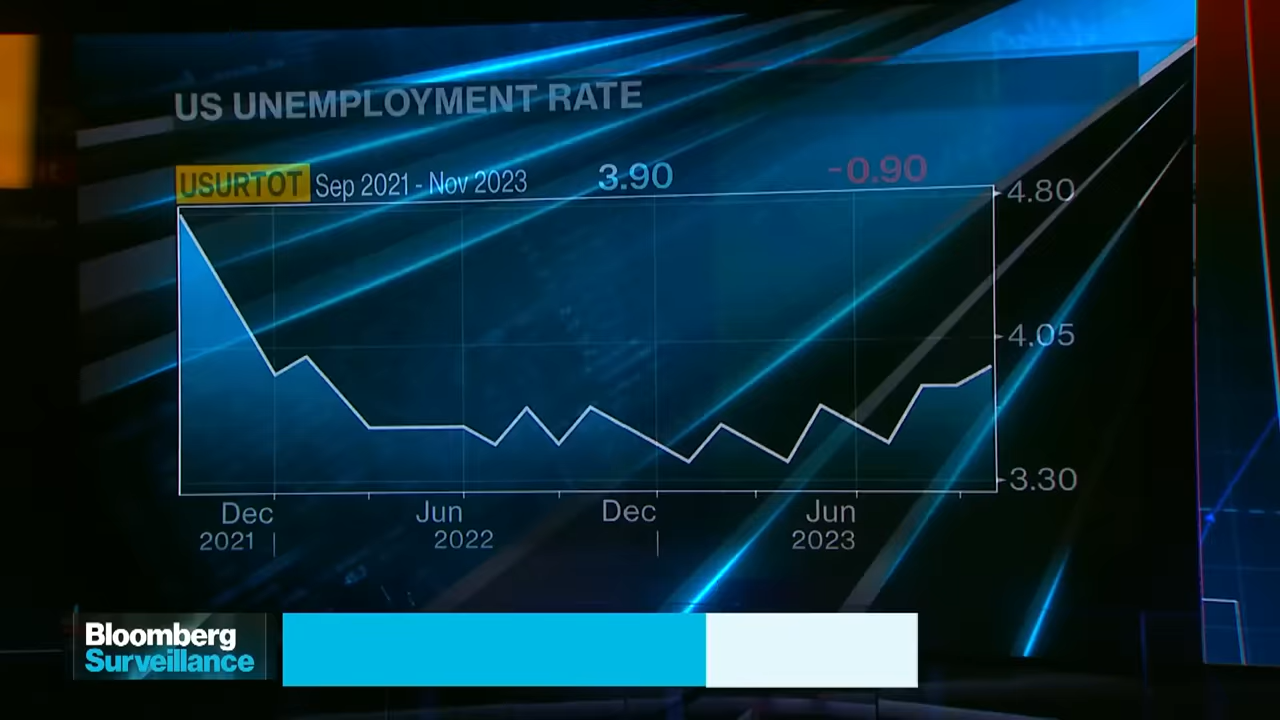 US UNEMPLOYMENT RATE
USURTOT Sep 2021 - Nov 2023 3.90 -0.90
4.80
4.05
3.30
Dec Jun Dec Jun
2021 2022 2023
Bloomberg
Surveillance